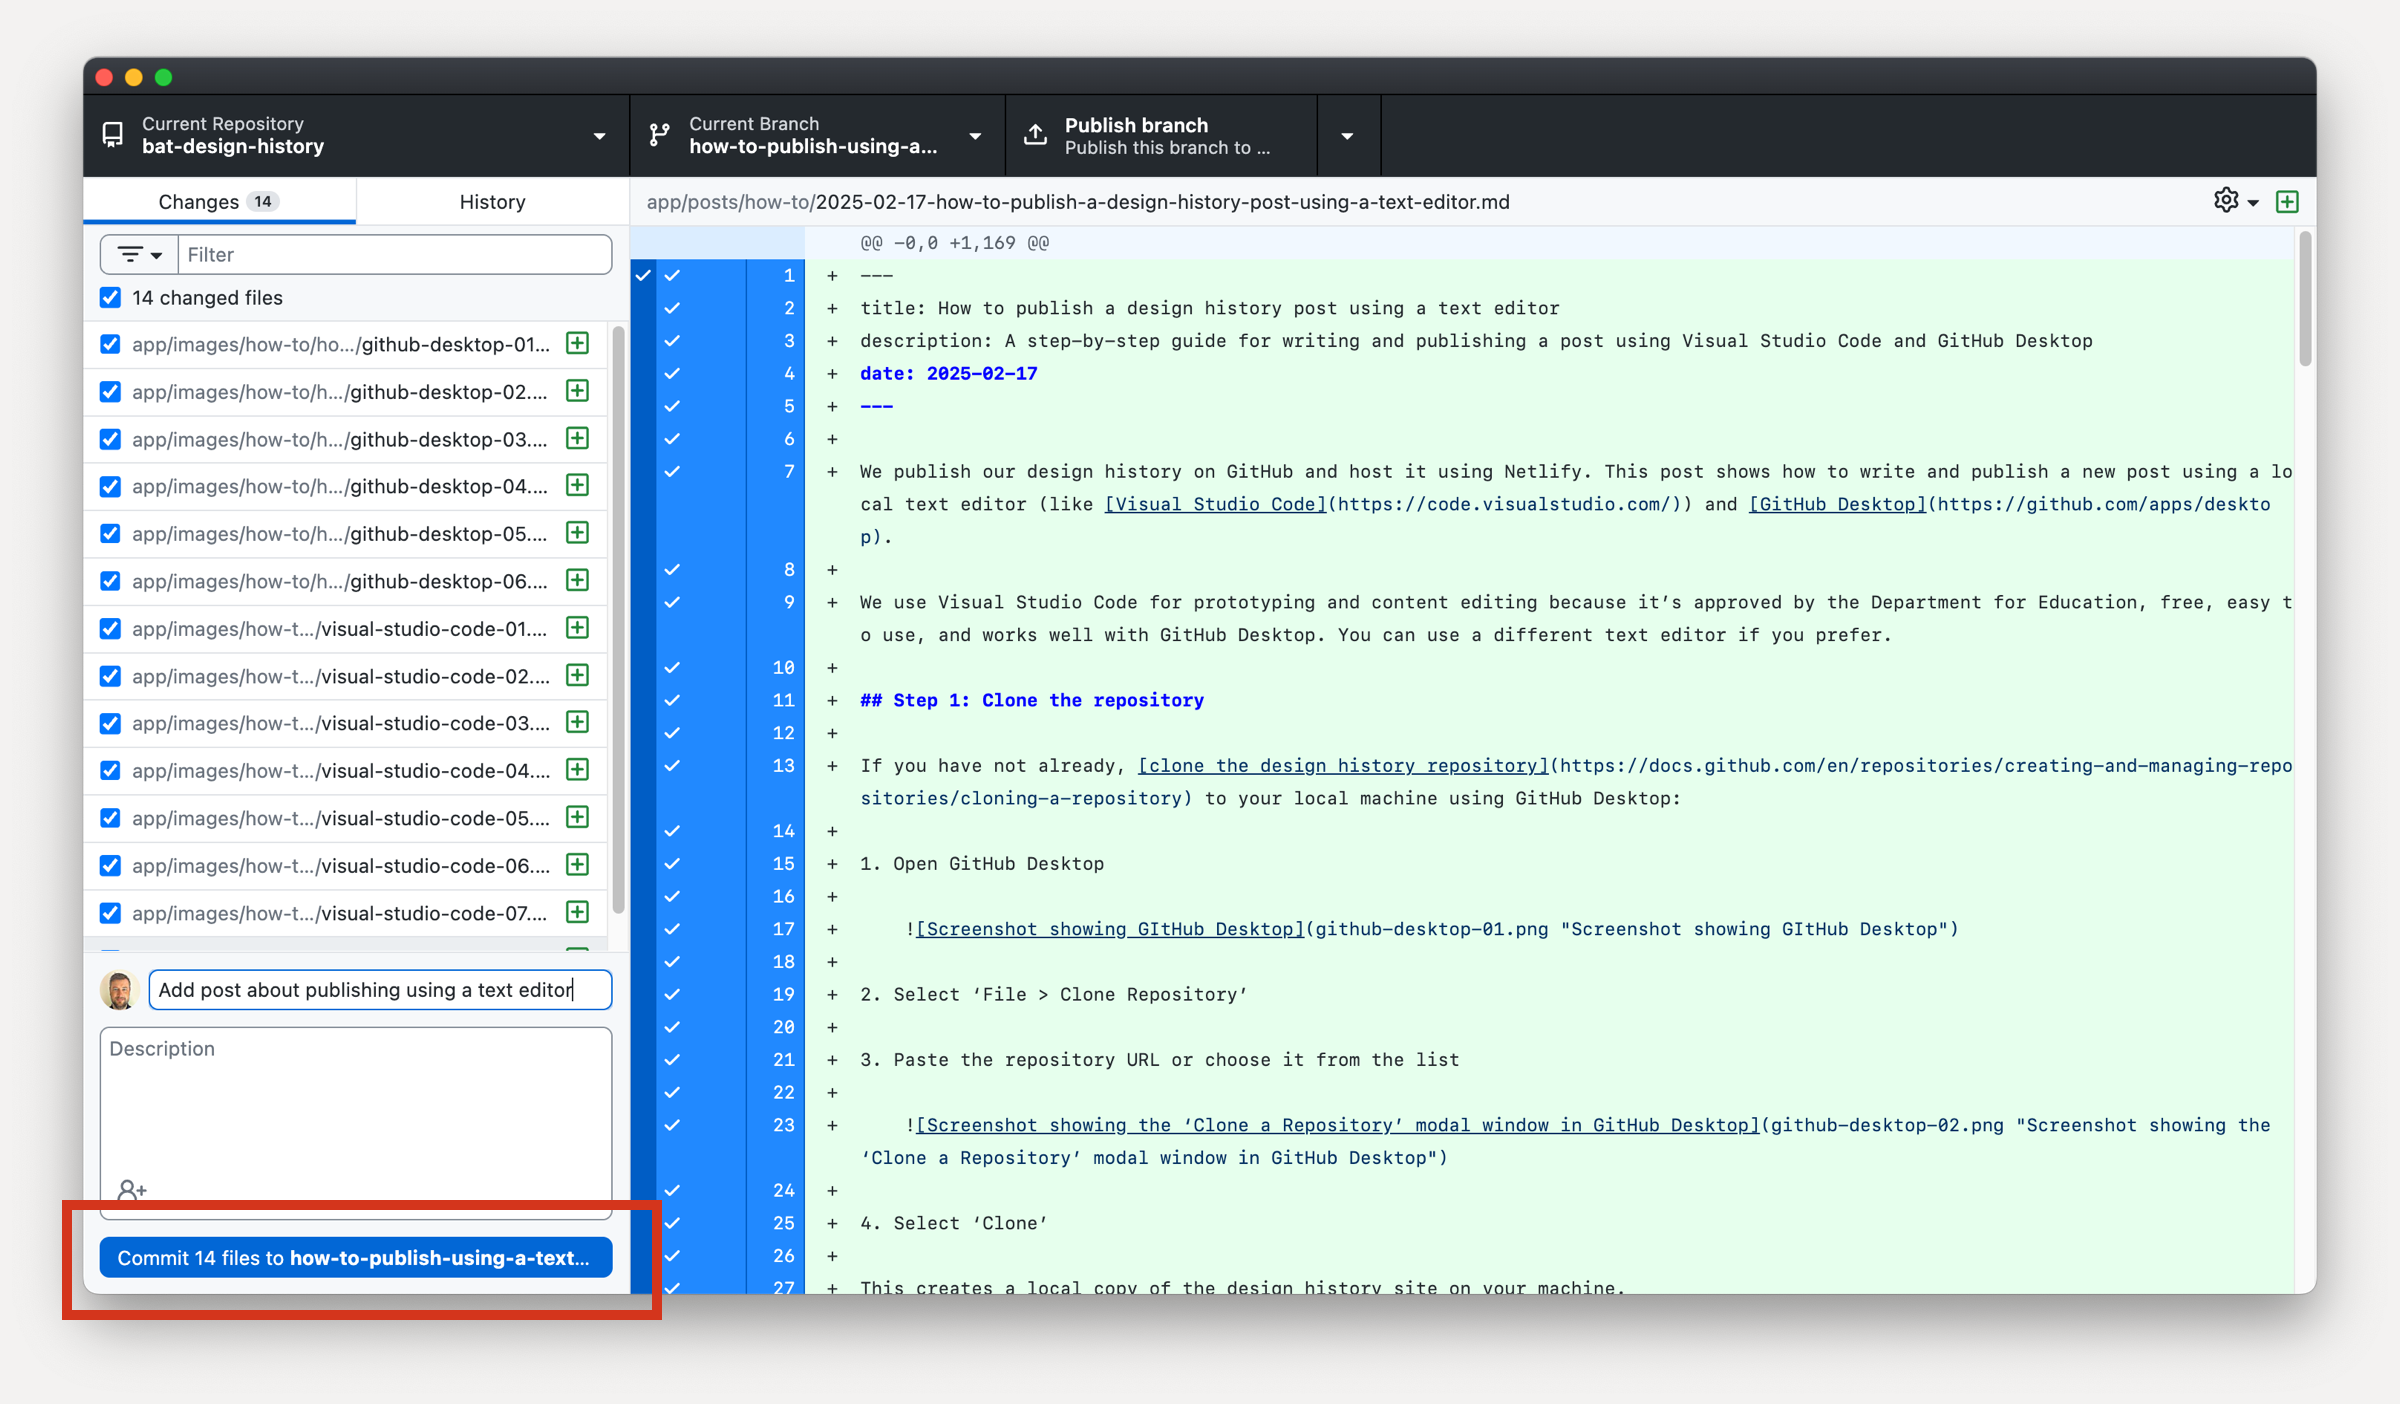 Current Repository
bat-design-history
Current Branch
how-to-publish-using-a...
Publish branch
Publish this branch to ...
Changes 14
History
app/posts/how-to/2025-02-17-how-to-publish-a-design-history-post-using-a-text-editor.md
Filter
14 changed files
app/images/how-to/ho.../github-desktop-01...
app/images/how-to/h.../github-desktop-02....
app/images/how-to/h.../github-desktop-03....
app/images/how-to/h.../github-desktop-04....
app/images/how-to/h.../github-desktop-05....
app/images/how-to/h.../github-desktop-06....
app/images/how-t.../visual-studio-code-01....
app/images/how-t.../visual-studio-code-02....
app/images/how-t.../visual-studio-code-03....
app/images/how-t.../visual-studio-code-04....
app/images/how-t.../visual-studio-code-05....
app/images/how-t.../visual-studio-code-06....
app/images/how-t.../visual-studio-code-07....
Add post about publishing using a text editor
Description
Commit 14 files to how-to-publish-using-a-text...
@@ -0,0 +1,169 @@
1 + ---
2 + title: How to publish a design history post using a text editor
3 + description: A step-by-step guide for writing and publishing a post using Visual Studio Code and GitHub Desktop
4 + date: 2025-02-17
5 + ---
6 +
7 + We publish our design history on GitHub and host it using Netlify. This post shows how to write and publish a new post using a lo
cal text editor (like [Visual Studio Code](https://code.visualstudio.com/)) and [GitHub Desktop](https://github.com/apps/deskto
p).
8 +
9 + We use Visual Studio Code for prototyping and content editing because it’s approved by the Department for Education, free, easy t
o use, and works well with GitHub Desktop. You can use a different text editor if you prefer.
10 +
11 + ## Step 1: Clone the repository
12 +
13 + If you have not already, [clone the design history repository](https://docs.github.com/en/repositories/creating-and-managing-repo
sitories/cloning-a-repository) to your local machine using GitHub Desktop:
14 +
15 + 1. Open GitHub Desktop
16 +
17 + ![Screenshot showing GItHub Desktop](github-desktop-01.png "Screenshot showing GItHub Desktop")
18 +
19 + 2. Select ‘File > Clone Repository’
20 +
21 + 3. Paste the repository URL or choose it from the list
22 +
23 + ![Screenshot showing the ‘Clone a Repository’ modal window in GitHub Desktop](github-desktop-02.png "Screenshot showing the
‘Clone a Repository’ modal window in GitHub Desktop")
24 +
25 + 4. Select ‘Clone’
26 +
27 + This creates a local copy of the design history site on your machine.